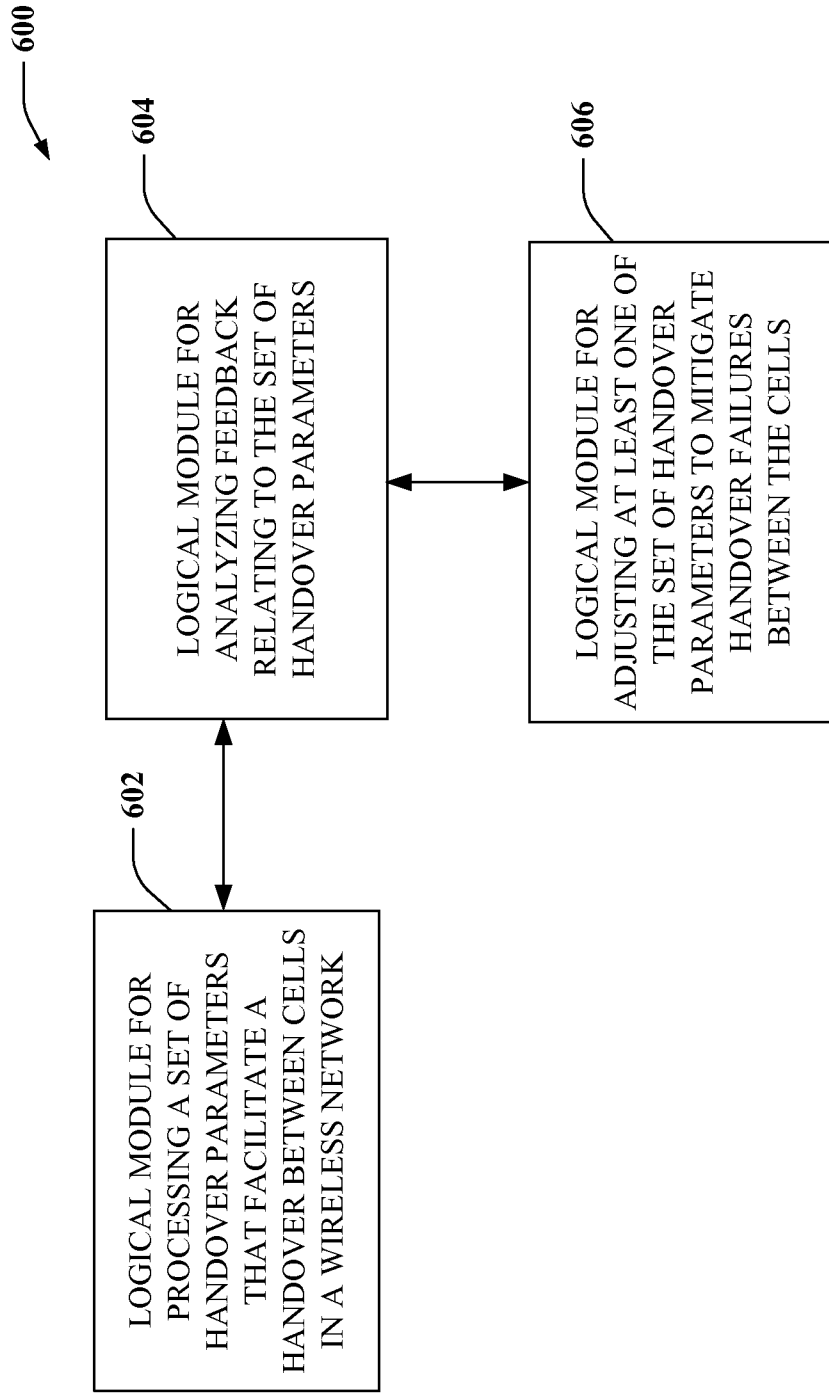 600
602
LOGICAL MODULE FOR
PROCESSING A SET OF
HANDOVER PARAMETERS
THAT FACILITATE A
HANDOVER BETWEEN CELLS
IN A WIRELESS NETWORK
604
LOGICAL MODULE FOR
ANALYZING FEEDBACK
RELATING TO THE SET OF
HANDOVER PARAMETERS
606
LOGICAL MODULE FOR
ADJUSTING AT LEAST ONE OF
THE SET OF HANDOVER
PARAMETERS TO MITIGATE
HANDOVER FAILURES
BETWEEN THE CELLS